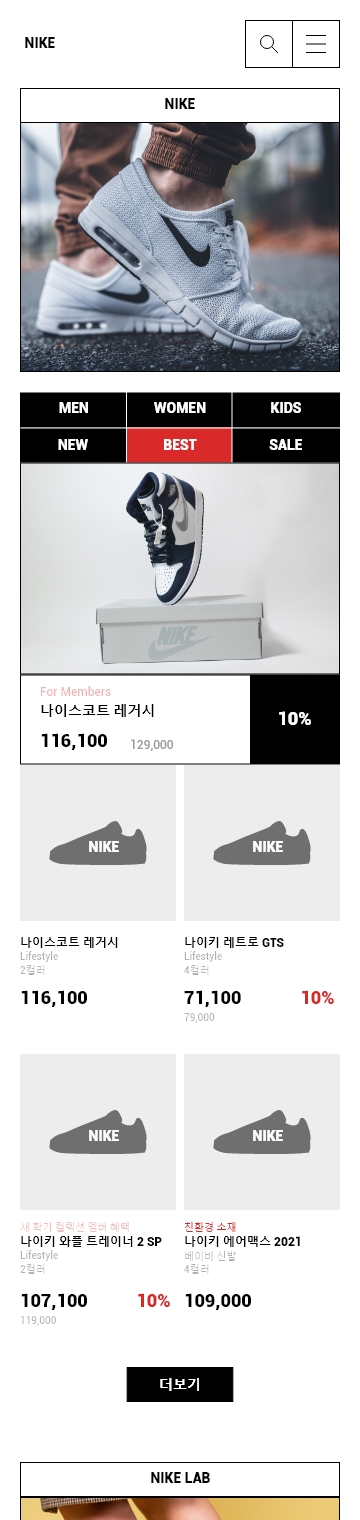 NIKE
NIKE
MEN WOMEN KIDS
NEW BEST SALE
NIKE
For Members
나이스코트 레거시
116,100 129,000
10%
NIKE
NIKE
나이스코트 레거시
Lifestyle
2컬러
116,100
나이키 레트로 GTS
Lifestyle
4컬러
71,100 10%
79,000
NIKE
NIKE
새 학기 컬렉션 멤버 혜택
나이키 와플 트레이너 2 SP
Lifestyle
2컬러
107,100 10%
119,000
친환경 소재
나이키 에어맥스 2021
베이비 신발
4컬러
109,000
더보기
NIKE LAB